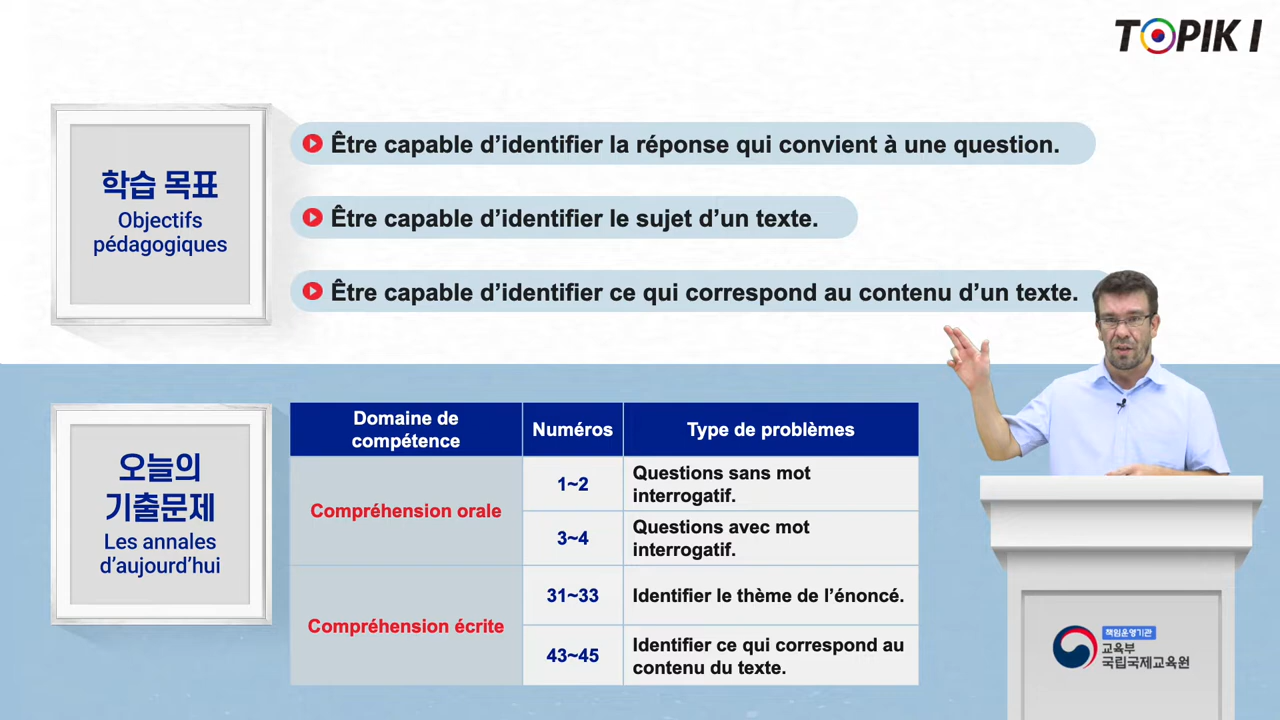 TOPIK I
학습 목표
Objectifs
pédagogiques
Être capable d’identifier la réponse qui convient à une question.
Être capable d’identifier le sujet d’un texte.
Être capable d’identifier ce qui correspond au contenu d’un texte.
오늘의
기출문제
Les annales
d’aujourd’hui
Domaine de
compétence
Numéros
Type de problèmes
Compréhension orale
1~2
Questions sans mot
interrogatif.
3~4
Questions avec mot
interrogatif.
Compréhension écrite
31~33
Identifier le thème de l’énoncé.
43~45
Identifier ce qui correspond au
contenu du texte.
책임운영기관
교육부
국립국제교육원